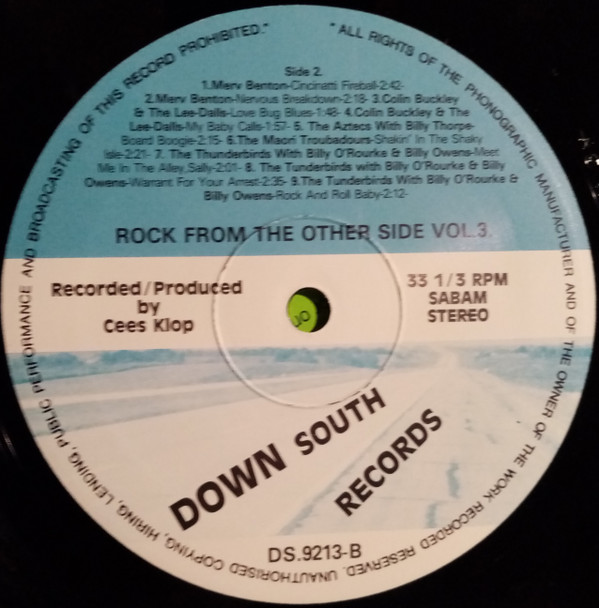 "ALL RIGHTS OF THE PHONOGRAPHIC MANUFACTURER AND OF THE OWNER OF THE WORK RECORDED RESERVED. UNAUTHORISED COPYING, HIRING, LENDING, PUBLIC PERFORMANCE AND BROADCASTING OF THIS RECORD PROHIBITED."
Side 2.
1.Merv Benton-Cincinatti Fireball-2:42-
2.Merv Benton-Nervous Breakdown-2:18- 3.Colin Buckley
& The Lee-Dalls-Love Bug Blues-1:48- 4.Colin Buckley & The
Lee-Dalls-My Baby Calls-1:57- 5. The Aztecs With Billy Thorpe-
Board Boogie-2:15- 6.The Maori Troubadours-Shakin' In The Shaky
Isle-2:21- 7. The Thunderbirds With Billy O'Rourke & Billy Owens-Meet
Me In The Alley,Sally-2:01- 8. The Tunderbirds with Billy O'Rourke & Billy
Owens-Warrant For Your Arrest-2:35- 9.The Tunderbirds With Billy O'Rourke &
Billy Owens-Rock And Roll Baby-2:12-
ROCK FROM THE OTHER SIDE VOL.3.
Recorded/Produced
by
Cees Klop
33 1/3 RPM
SABAM
STEREO
DOWN SOUTH
RECORDS
DS.9213-B